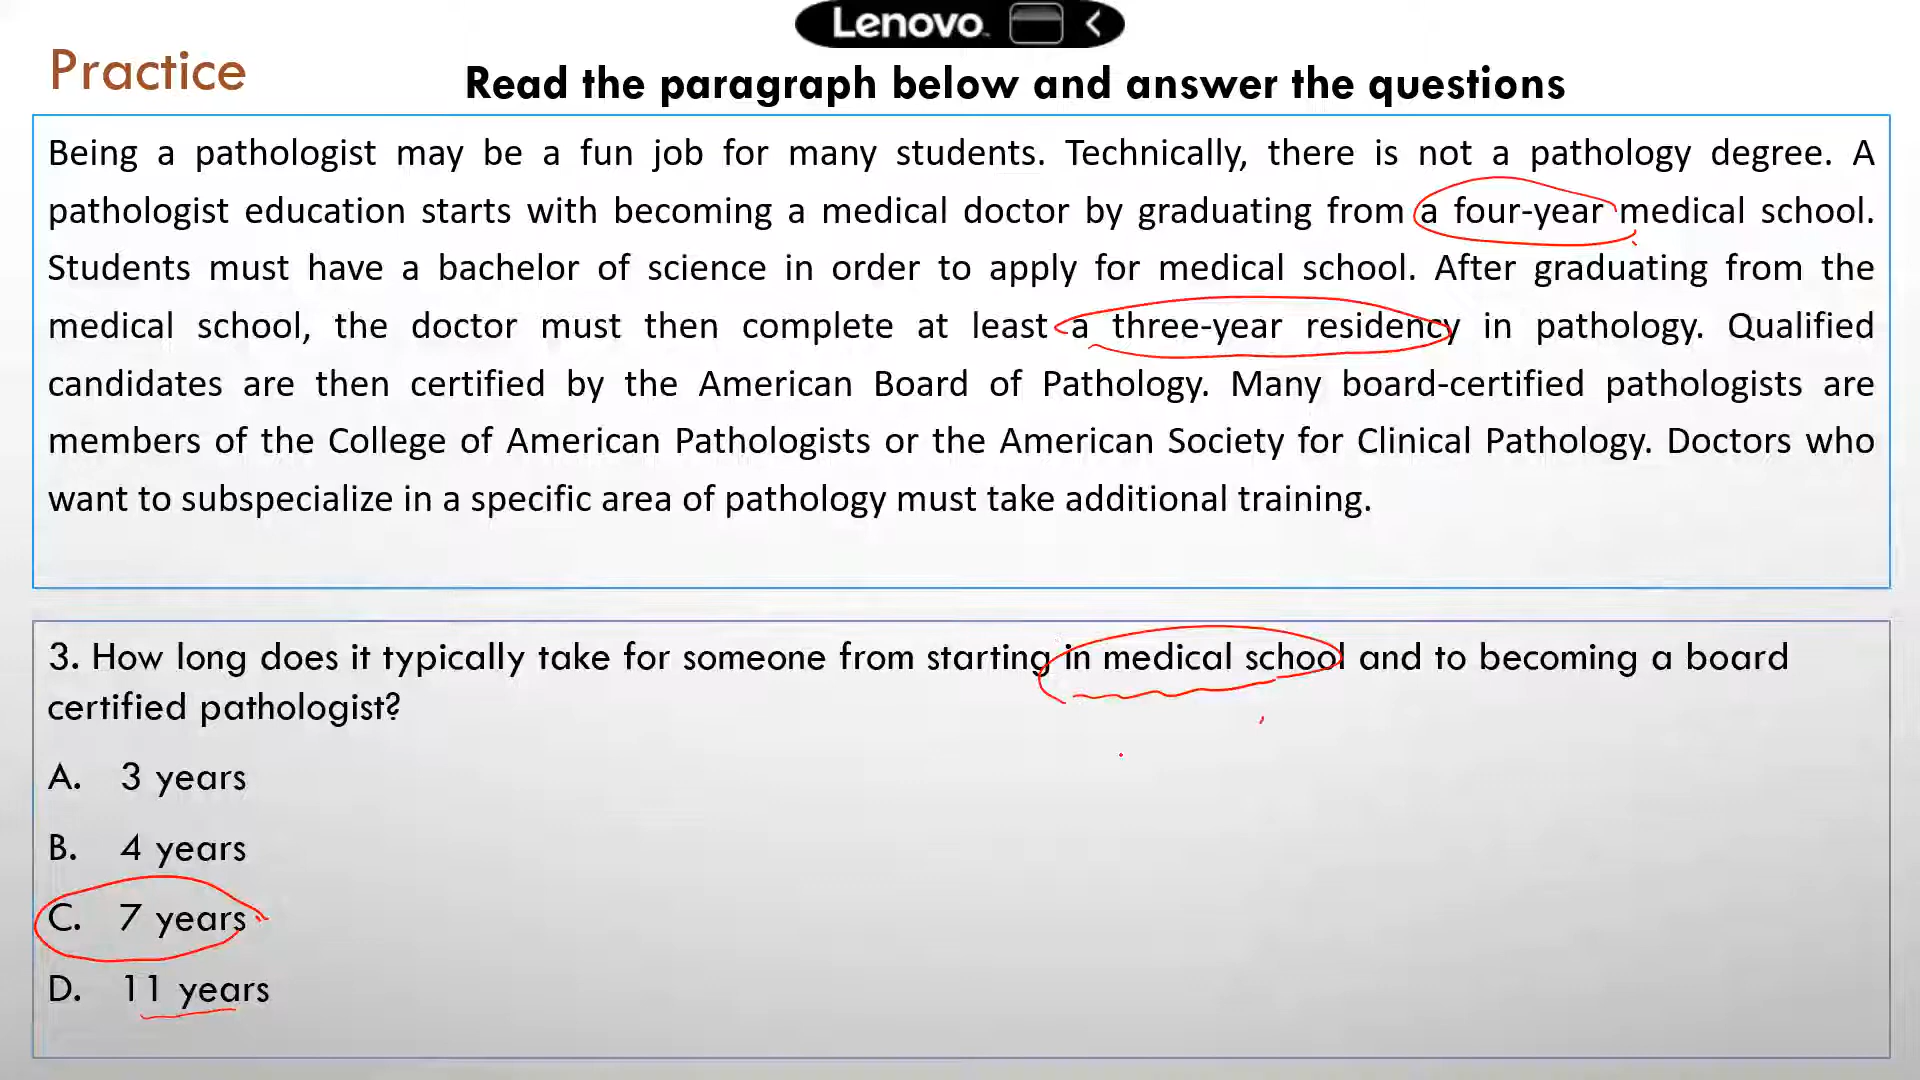 Lenovo
Practice
Read the paragraph below and answer the questions
Being a pathologist may be a fun job for many students. Technically, there is not a pathology degree. A
pathologist education starts with becoming a medical doctor by graduating from a four-year medical school.
Students must have a bachelor of science in order to apply for medical school. After graduating from the
medical school, the doctor must then complete at least a three-year residency in pathology. Qualified
candidates are then certified by the American Board of Pathology. Many board-certified pathologists are
members of the College of American Pathologists or the American Society for Clinical Pathology. Doctors who
want to subspecialize in a specific area of pathology must take additional training.
3. How long does it typically take for someone from starting in medical school and to becoming a board
certified pathologist?
A. 3 years
B. 4 years
C. 7 years
D. 11 years